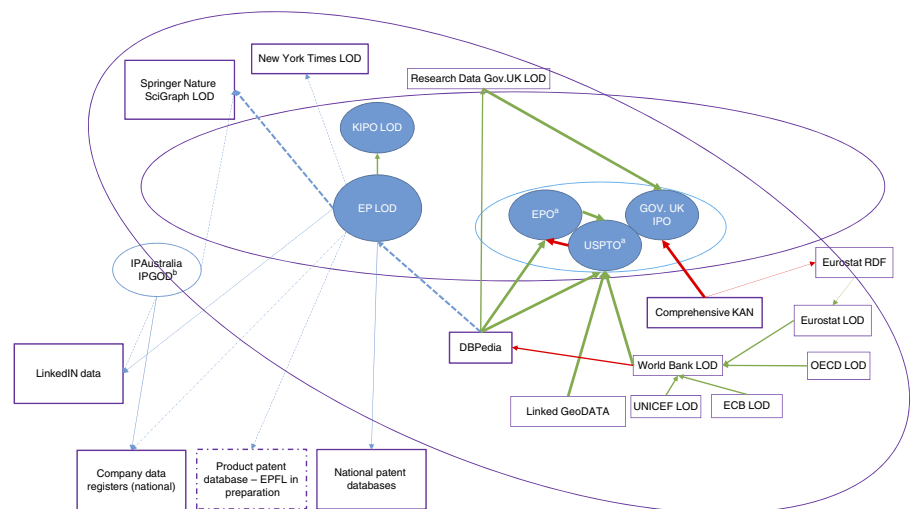 New York Times LOD
Springer Nature
SciGraph LOD
Research Data Gov.UK LOD
KIPO LOD
EP LOD
EPOª
USPTOª
GOV. UK
IPO
IPAustralia
IPGODᵇ
Eurostat RDF
Comprehensive KAN
Eurostat LOD
DBPedia
World Bank LOD
OECD LOD
LinkedIN data
Linked GeoDATA
UNICEF LOD
ECB LOD
Company data
registers (national)
Product patent
database – EPFL in
preparation
National patent
databases